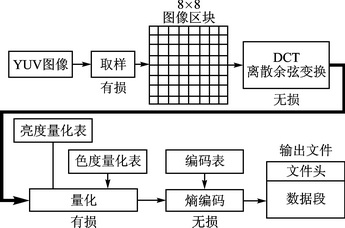 8×8
图像区块
YUV图像
取样
有损
DCT
离散余弦变换
无损
亮度量化表
色度量化表
编码表
输出文件
文件头
数据段
量化
有损
熵编码
无损